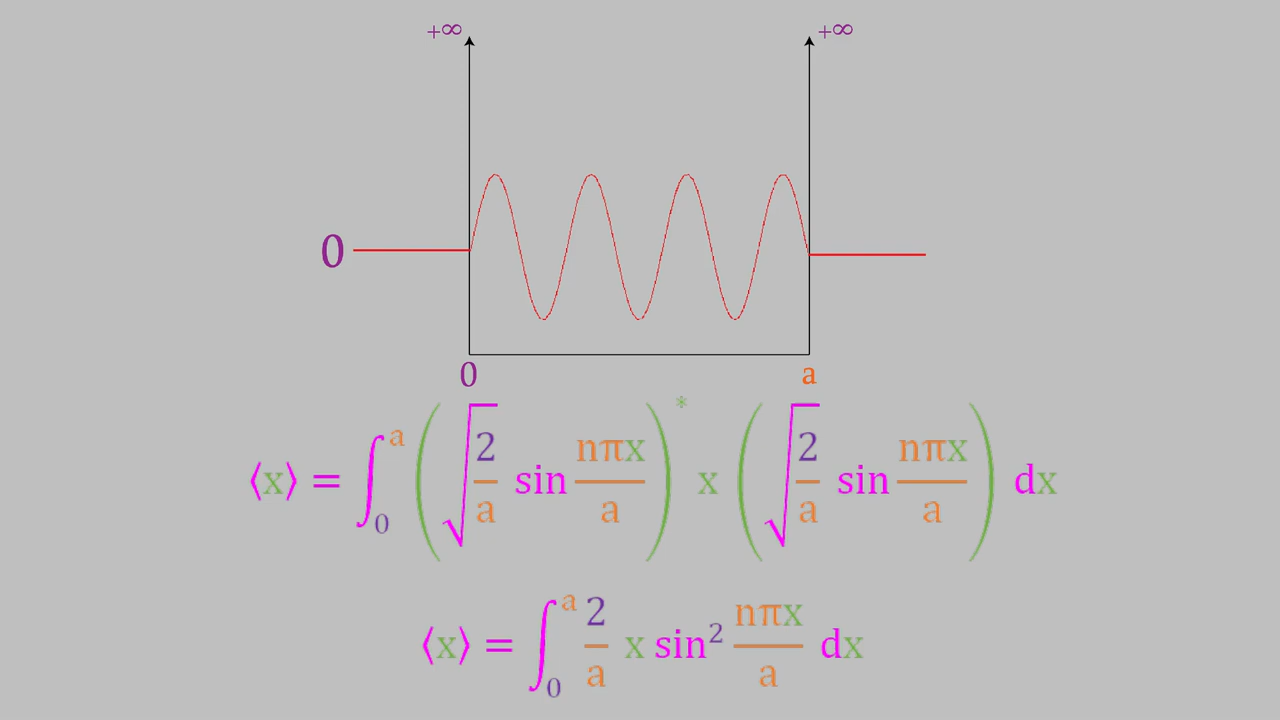 +∞ +∞
0
0 a
⟨x⟩ = ∫₀ᵃ (√(2/a) sin nπx/a)* x (√(2/a) sin nπx/a) dx
⟨x⟩ = ∫₀ᵃ 2/a x sin² nπx/a dx